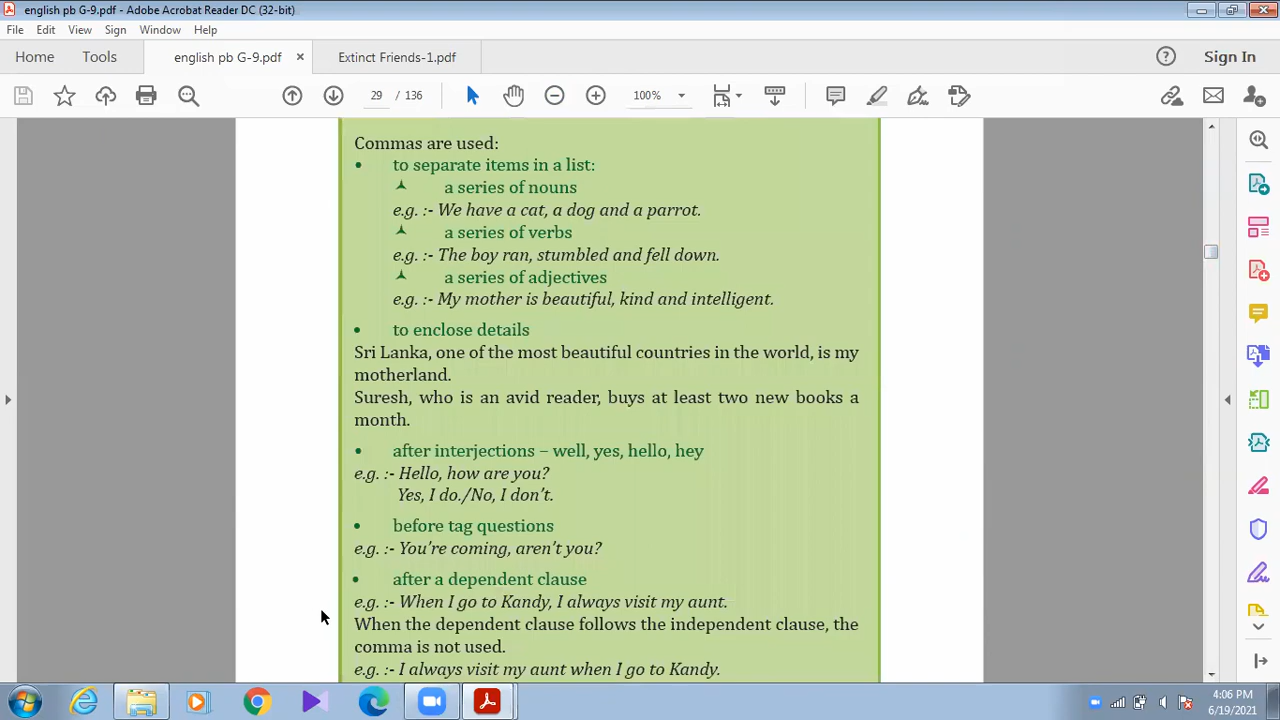 english pb G-9.pdf - Adobe Acrobat Reader DC (32-bit)
File Edit View Sign Window Help
Home Tools english pb G-9.pdf × Extinct Friends-1.pdf Sign In
29 / 136 100%
Commas are used:
• to separate items in a list:
a series of nouns
e.g. :- We have a cat, a dog and a parrot.
a series of verbs
e.g. :- The boy ran, stumbled and fell down.
a series of adjectives
e.g. :- My mother is beautiful, kind and intelligent.
• to enclose details
Sri Lanka, one of the most beautiful countries in the world, is my
motherland.
Suresh, who is an avid reader, buys at least two new books a
month.
• after interjections – well, yes, hello, hey
e.g. :- Hello, how are you?
Yes, I do./No, I don't.
• before tag questions
e.g. :- You're coming, aren't you?
• after a dependent clause
e.g. :- When I go to Kandy, I always visit my aunt.
When the dependent clause follows the independent clause, the
comma is not used.
e.g. :- I always visit my aunt when I go to Kandy.
4:06 PM
6/19/2021